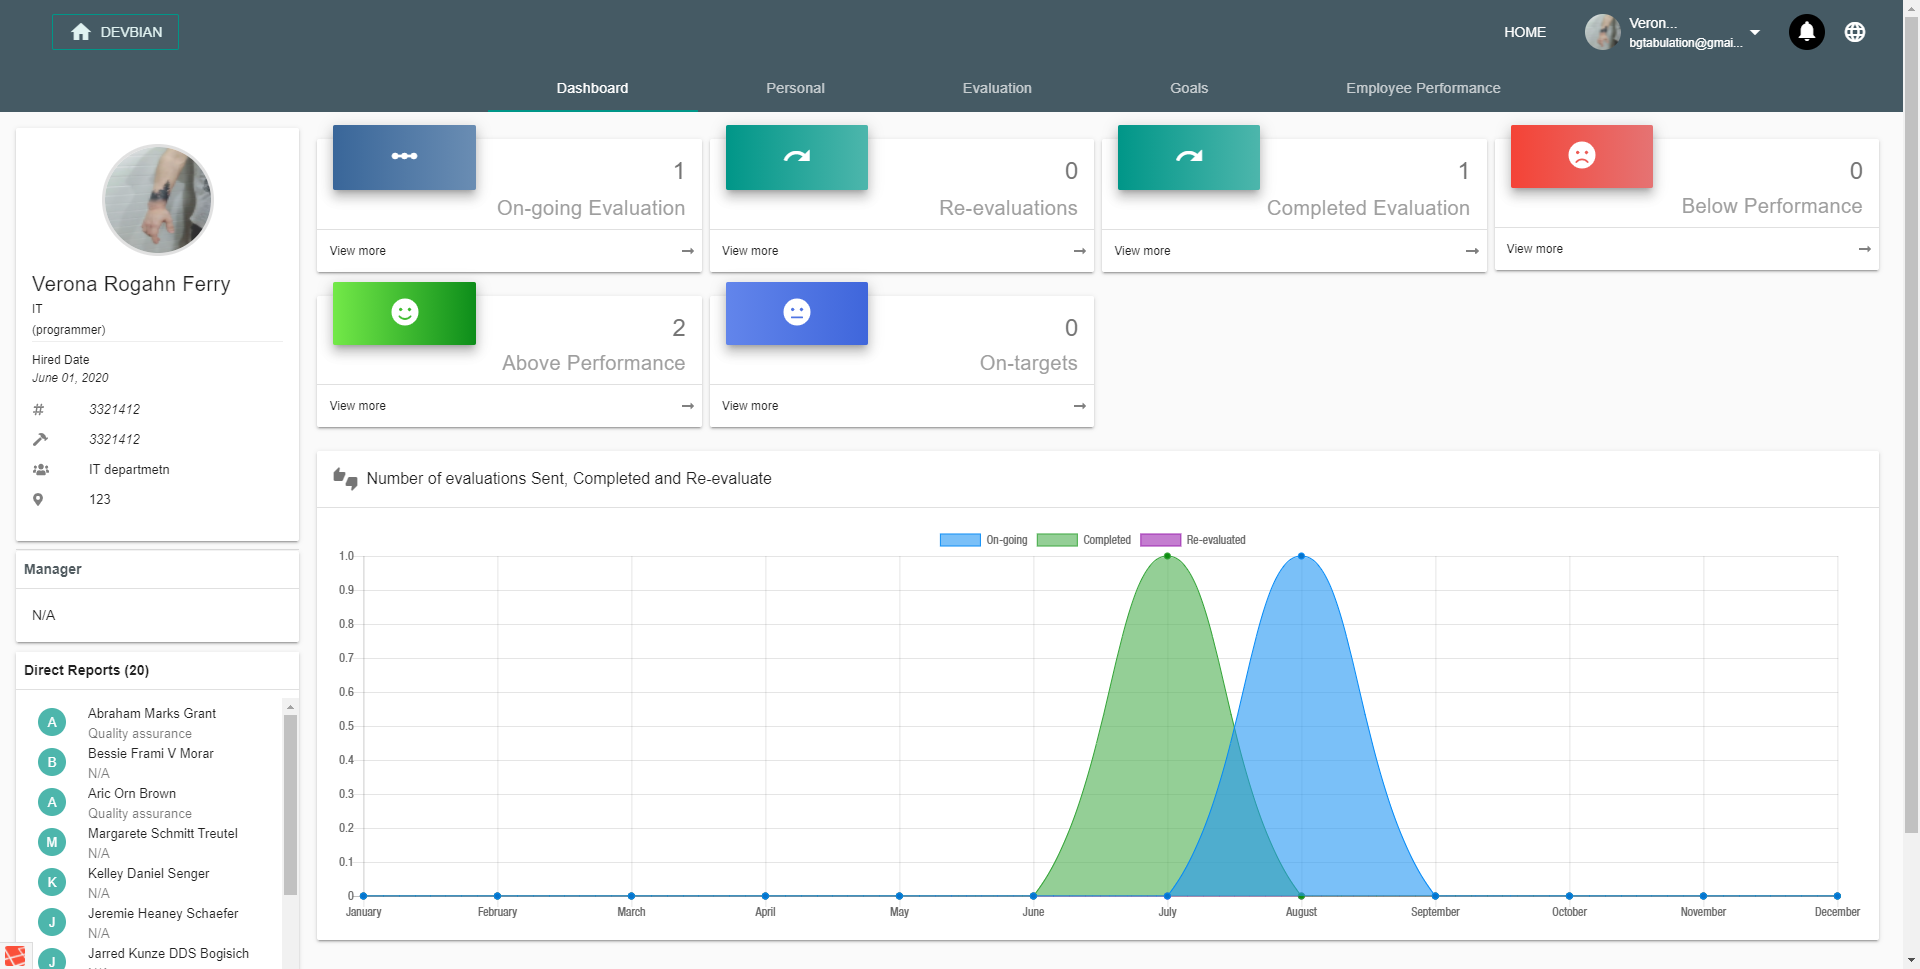 DEVBIAN
HOME
Veron...
bgtabulation@gmai...
Dashboard
Personal
Evaluation
Goals
Employee Performance
Verona Rogahn Ferry
IT
(programmer)
Hired Date
June 01, 2020
3321412
3321412
IT departmetn
123
Manager
N/A
Direct Reports (20)
A
Abraham Marks Grant
Quality assurance
B
Bessie Frami V Morar
N/A
A
Aric Orn Brown
Quality assurance
M
Margarete Schmitt Treutel
N/A
K
Kelley Daniel Senger
N/A
J
Jeremie Heaney Schaefer
N/A
J
Jarred Kunze DDS Bogisich
1
On-going Evaluation
View more
0
Re-evaluations
View more
1
Completed Evaluation
View more
0
Below Performance
View more
2
Above Performance
View more
0
On-targets
View more
Number of evaluations Sent, Completed and Re-evaluate
On-going
Completed
Re-evaluated
1.0
0.9
0.8
0.7
0.6
0.5
0.4
0.3
0.2
0.1
0
January
February
March
April
May
June
July
August
September
October
November
December